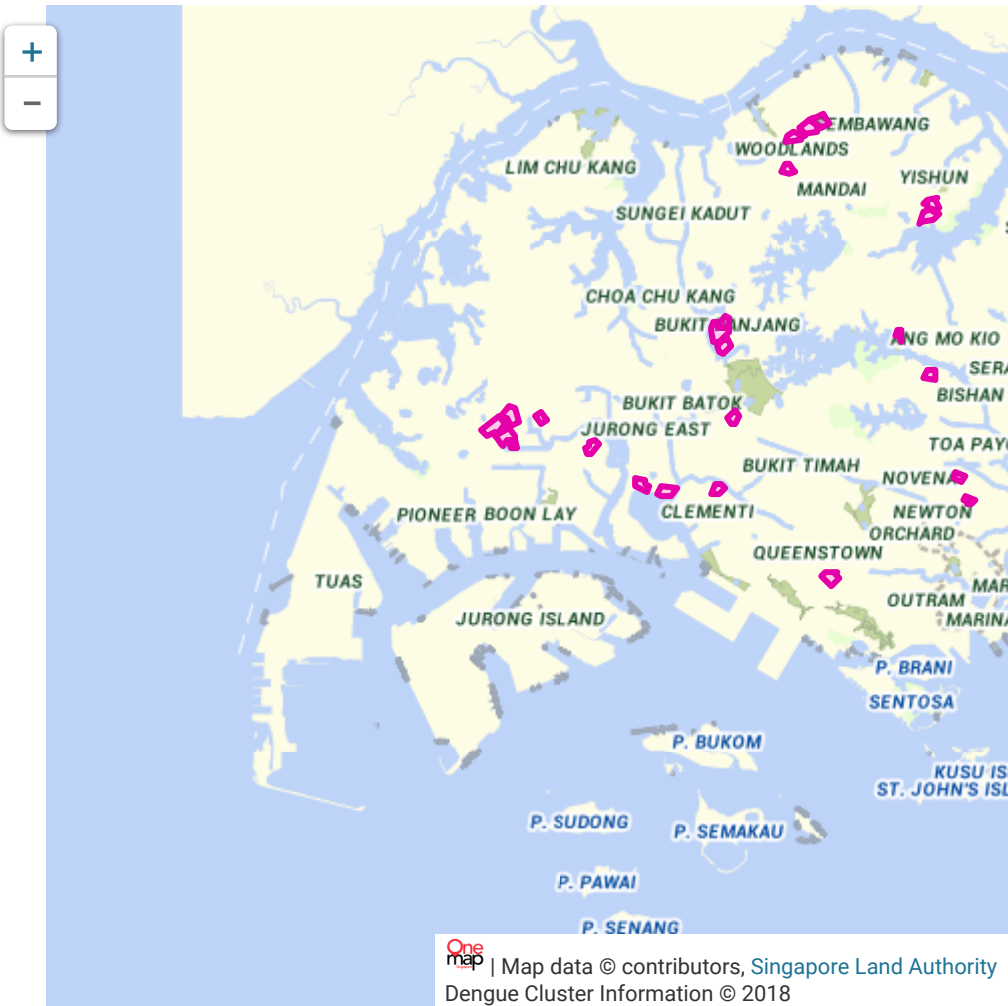 +
−
EMBAWANG
WOODLANDS
LIM CHU KANG
YISHUN
MANDAI
SUNGEI KADUT
CHOA CHU KANG
BUKIT ANJANG
ANG MO KIO
SERA
BISHAN
BUKIT BATOK
JURONG EAST
TOA PAYO
BUKIT TIMAH
NOVENA
PIONEER BOON LAY
CLEMENTI
NEWTON
ORCHARD
QUEENSTOWN
TUAS
MAR
OUTRAM
JURONG ISLAND
MARINA
P. BRANI
SENTOSA
P. BUKOM
KUSU IS
ST. JOHN'S ISL
P. SUDONG
P. SEMAKAU
P. PAWAI
P. SENANG
One map | Map data © contributors, Singapore Land Authority
Dengue Cluster Information © 2018